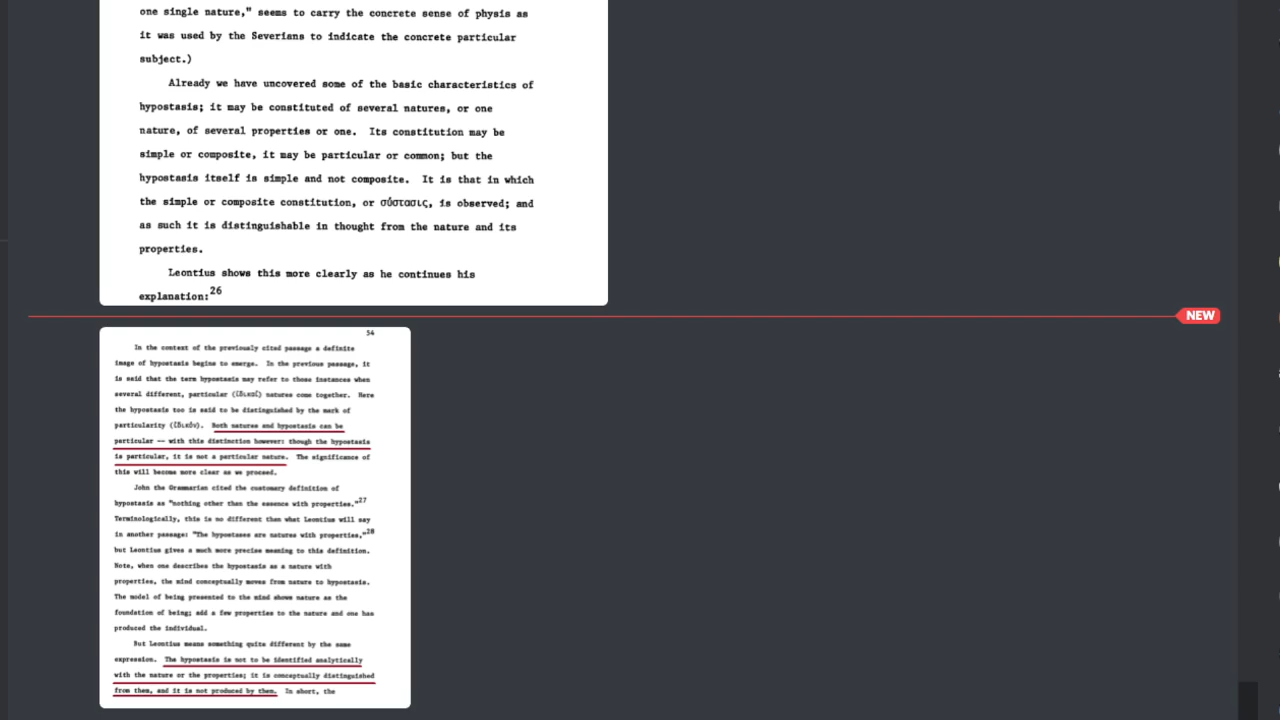 one single nature," seems to carry the concrete sense of physis as
it was used by the Severians to indicate the concrete particular
subject.)
Already we have uncovered some of the basic characteristics of
hypostasis; it may be constituted of several natures, or one
nature, of several properties or one. Its constitution may be
simple or composite, it may be particular or common; but the
hypostasis itself is simple and not composite. It is that in which
the simple or composite constitution, or σύστασις, is observed; and
as such it is distinguishable in thought from the nature and its
properties.
Leontius shows this more clearly as he continues his
explanation:26
NEW
54
In the context of the previously cited passage a definite
image of hypostasis begins to emerge. In the previous passage, it
is said that the term hypostasis may refer to those instances when
several different, particular (ἰδικαί) natures come together. Here
the hypostasis too is said to be distinguished by the mark of
particularity (ἰδικόν). Both natures and hypostasis can be
particular -- with this distinction however: though the hypostasis
is particular, it is not a particular nature. The significance of
this will become more clear as we proceed.
John the Grammarian cited the customary definition of
hypostasis as "nothing other than the essence with properties."27
Terminologically, this is no different than what Leontius will say
in another passage: "The hypostases are natures with properties,"28
but Leontius gives a much more precise meaning to this definition.
Note, when one describes the hypostasis as a nature with
properties, the mind conceptually moves from nature to hypostasis.
The model of being presented to the mind shows nature as the
foundation of being; add a few properties to the nature and one has
produced the individual.
But Leontius means something quite different by the same
expression. The hypostasis is not to be identified analytically
with the nature or the properties; it is conceptually distinguished
from them, and it is not produced by them. In short, the